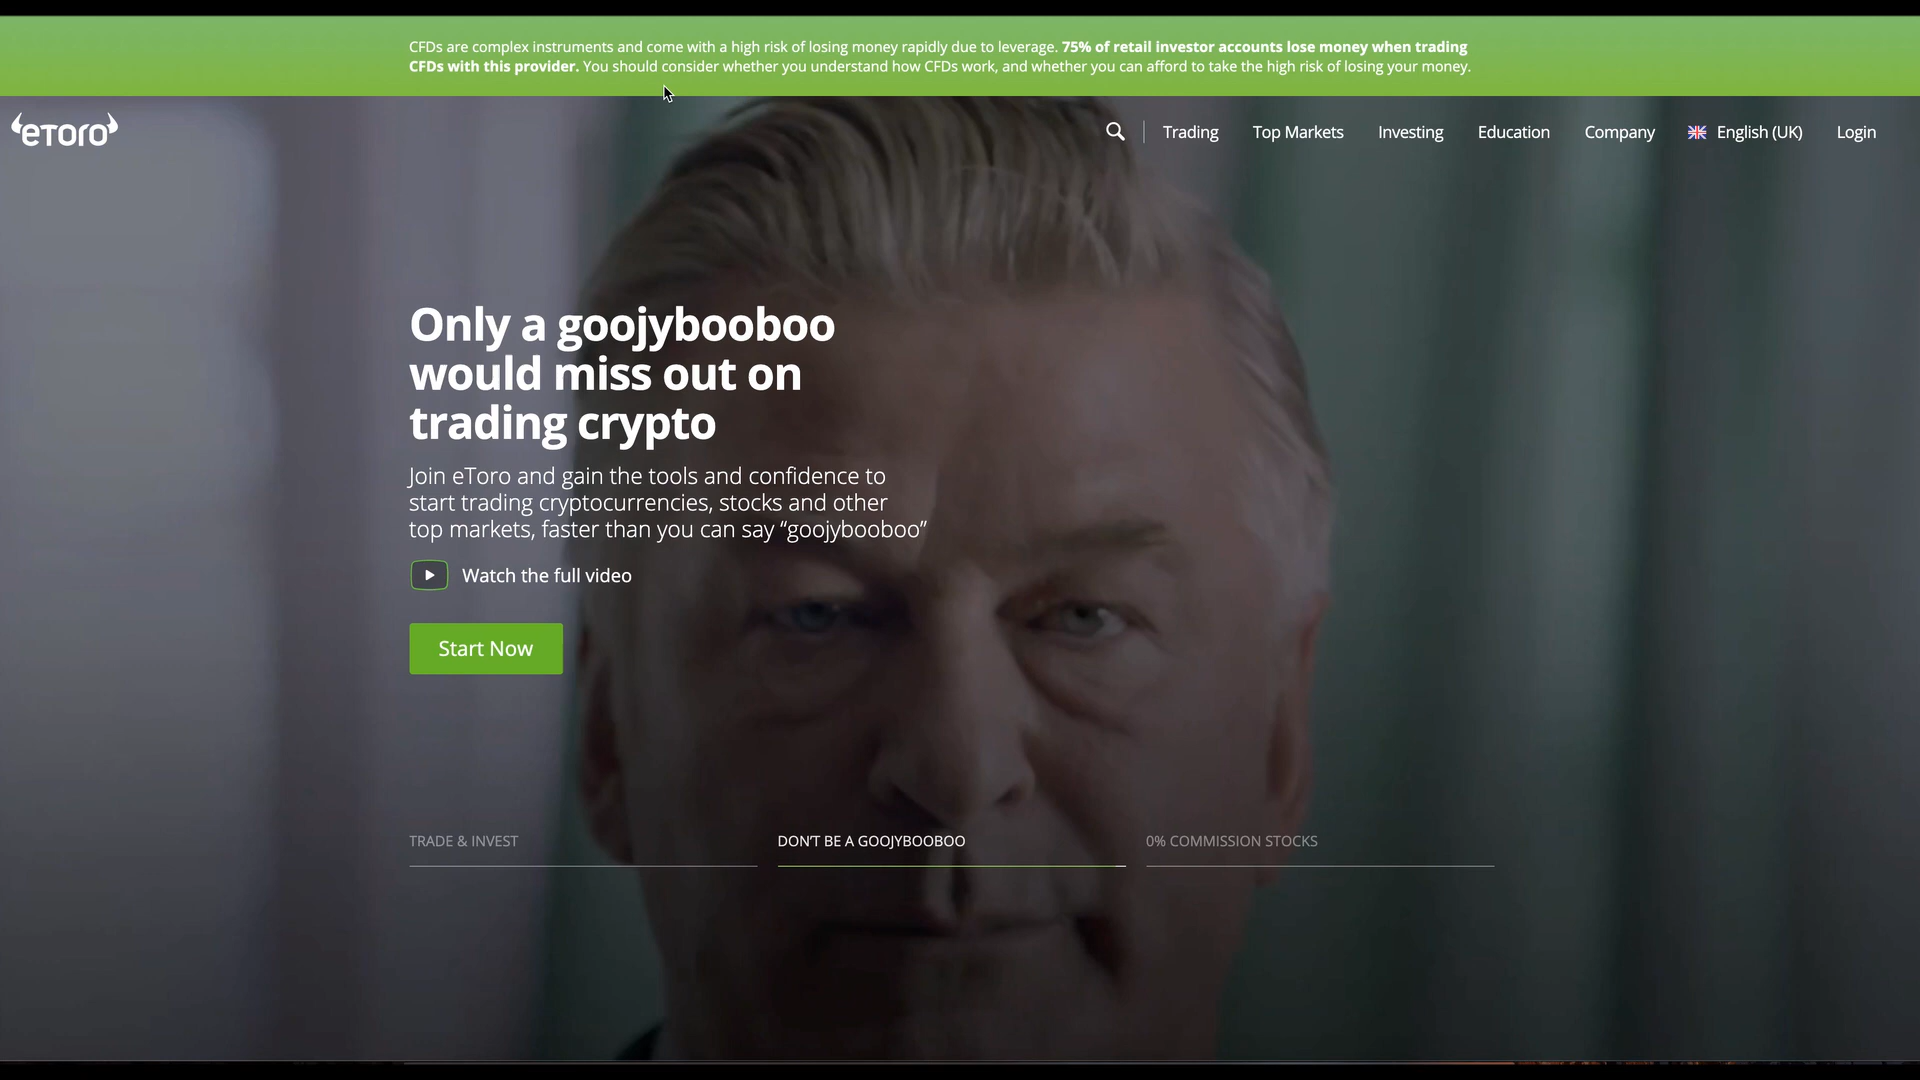 CFDs are complex instruments and come with a high risk of losing money rapidly due to leverage. 75% of retail investor accounts lose money when trading
CFDs with this provider. You should consider whether you understand how CFDs work, and whether you can afford to take the high risk of losing your money.
eToro
Trading Top Markets Investing Education Company English (UK) Login
Only a goojybooboo
would miss out on
trading crypto
Join eToro and gain the tools and confidence to
start trading cryptocurrencies, stocks and other
top markets, faster than you can say “goojybooboo”
Watch the full video
Start Now
TRADE & INVEST DON'T BE A GOOJYBOOBOO 0% COMMISSION STOCKS